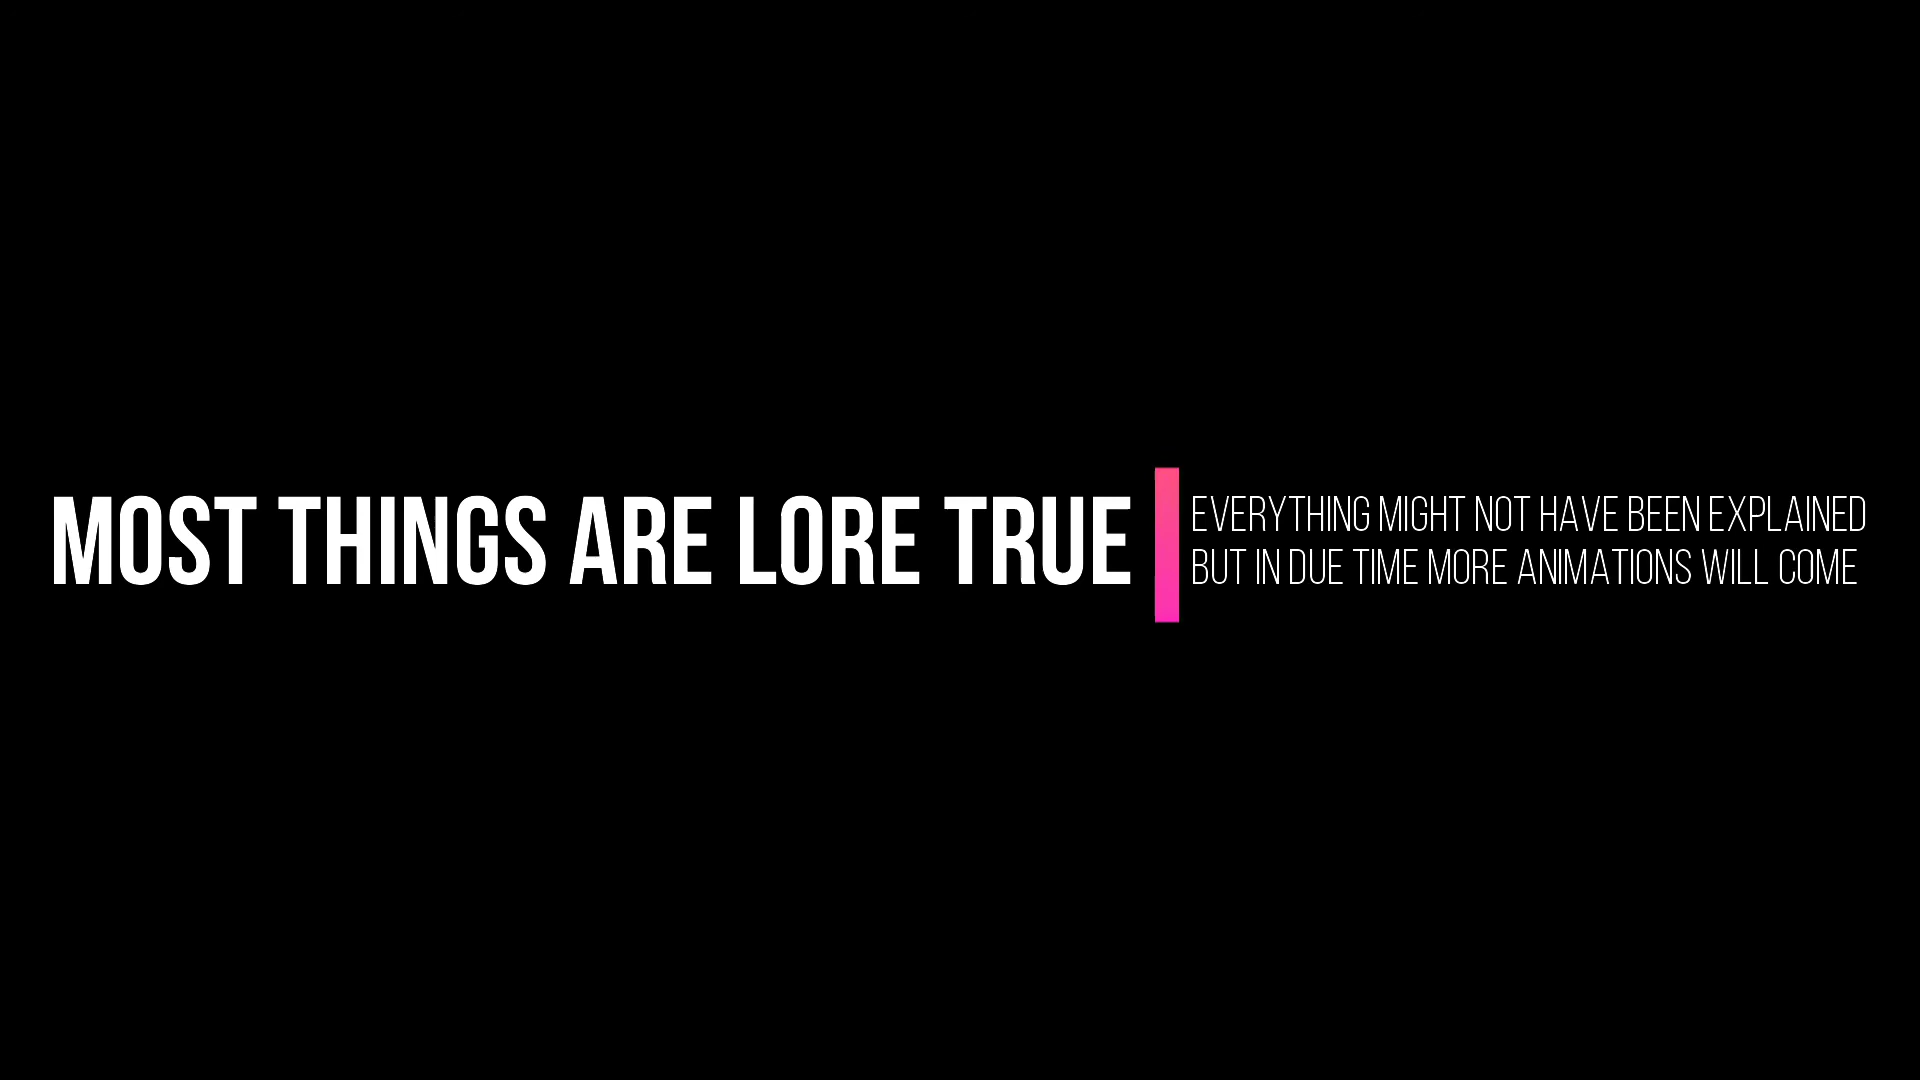 MOST THINGS ARE LORE TRUE
EVERYTHING MIGHT NOT HAVE BEEN EXPLAINED
BUT IN DUE TIME MORE ANIMATIONS WILL COME